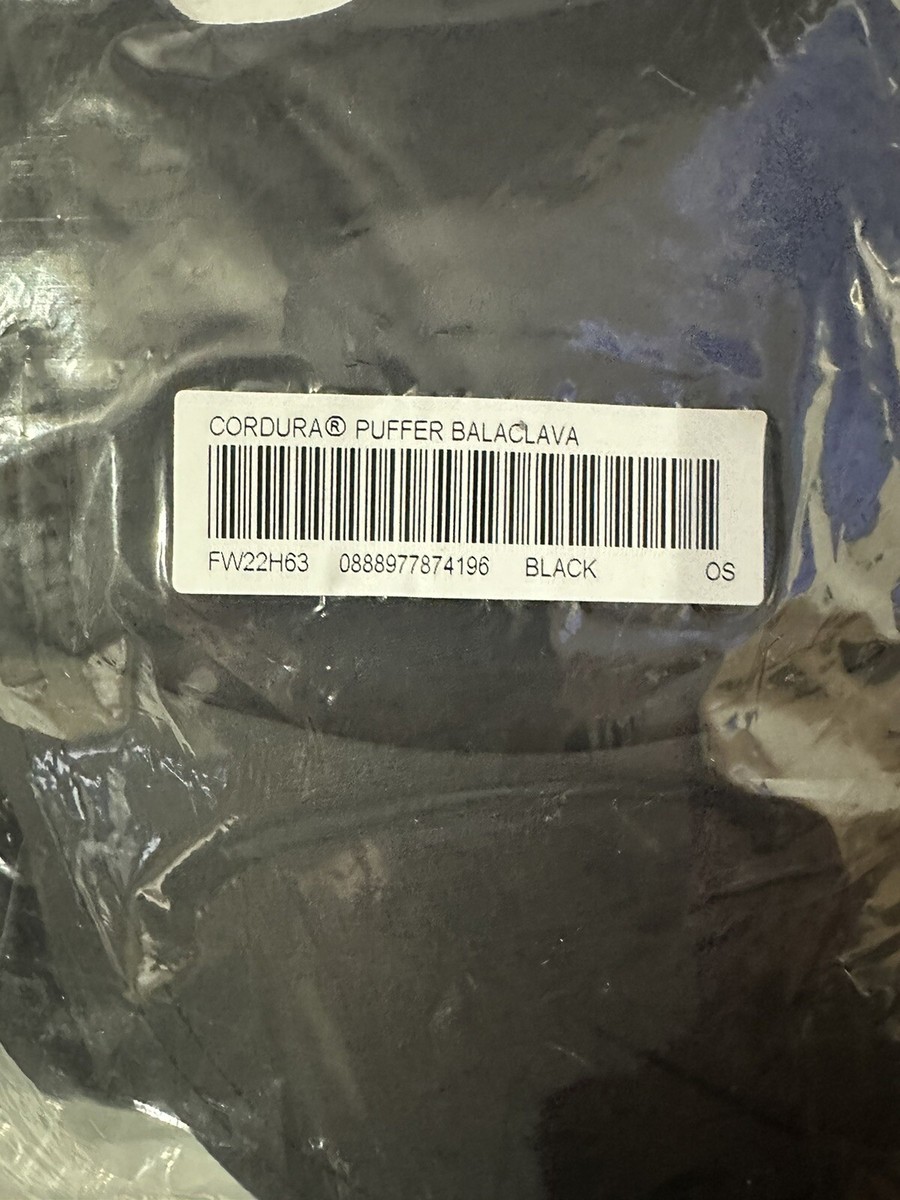 CORDURA® PUFFER BALACLAVA
FW22H63 0888977874196 BLACK OS